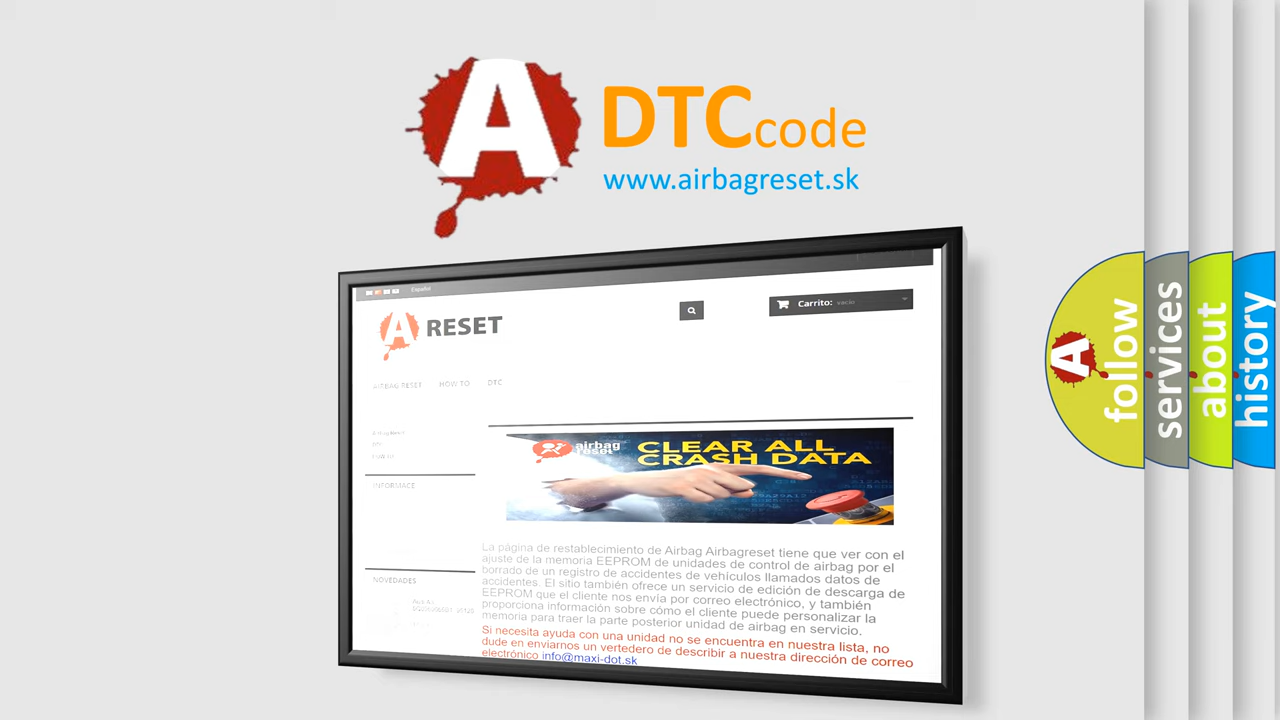 A DTCcode
www.airbagreset.sk
Español
A RESET
Carrito: vacío
AIRBAG RESET HOW TO DTC
INFORMACE
NOVEDADES
airbag
reset
CLEAR ALL
CRASH DATA
La página de restablecimiento de Airbag Airbagreset tiene que ver con el
ajuste de la memoria EEPROM de unidades de control de airbag por el
borrado de un registro de accidentes de vehículos llamados datos de
accidentes. El sitio también ofrece un servicio de edición de descarga de
EEPROM que el cliente nos envía por correo electrónico, y también
proporciona información sobre cómo el cliente puede personalizar la
memoria para traer la parte posterior unidad de airbag en servicio.
Si necesita ayuda con una unidad no se encuentra en nuestra lista, no
dude en enviarnos un vertedero de describir a nuestra dirección de correo
electrónico info@maxi-dot.sk
A follow
services
about
history